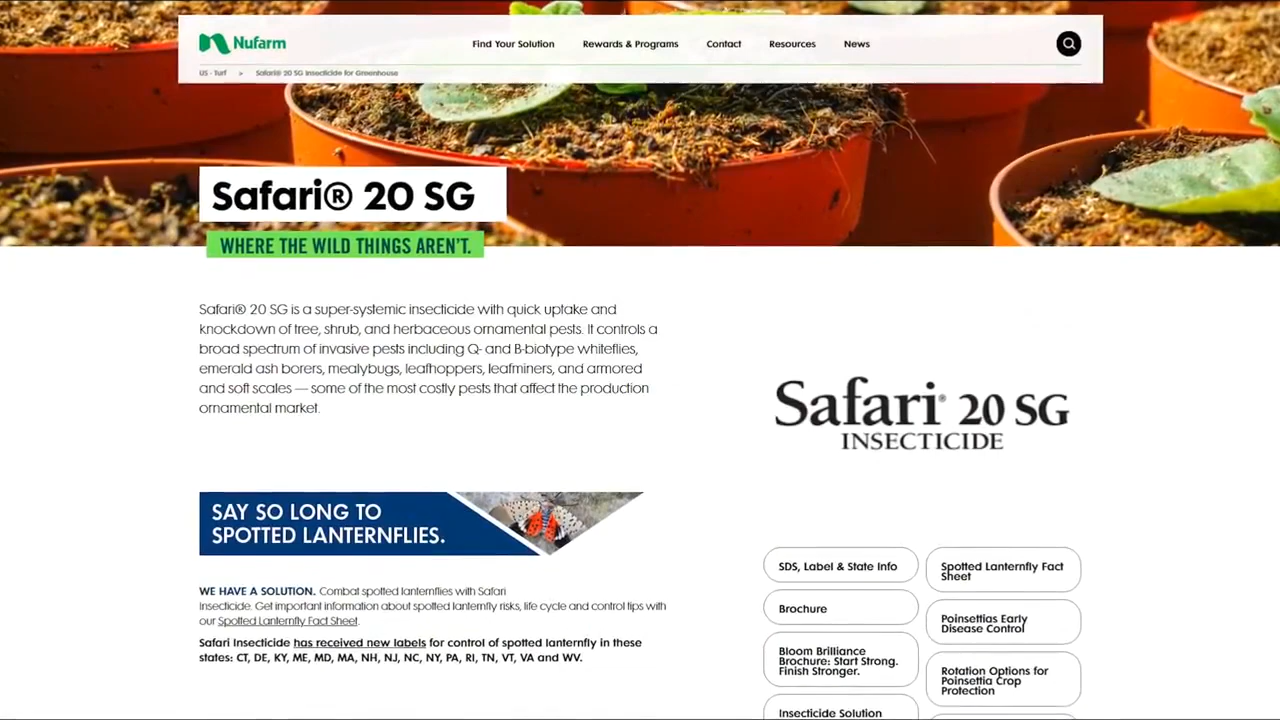 Nufarm
Find Your Solution
Rewards & Programs
Contact
Resources
News
US - Turf > Safari® 20 SG Insecticide for Greenhouse
Safari® 20 SG
WHERE THE WILD THINGS AREN'T.
Safari® 20 SG is a super-systemic insecticide with quick uptake and
knockdown of tree, shrub, and herbaceous ornamental pests. It controls a
broad spectrum of invasive pests including Q- and B-biotype whiteflies,
emerald ash borers, mealybugs, leafhoppers, leafminers, and armored
and soft scales — some of the most costly pests that affect the production
ornamental market.
Safari® 20 SG
INSECTICIDE
SAY SO LONG TO
SPOTTED LANTERNFLIES.
WE HAVE A SOLUTION. Combat spotted lanternflies with Safari
Insecticide. Get important information about spotted lanternfly risks, life cycle and control tips with
our Spotted Lanternfly Fact Sheet.
Safari Insecticide has received new labels for control of spotted lanternfly in these
states: CT, DE, KY, ME, MD, MA, NH, NJ, NC, NY, PA, RI, TN, VT, VA and WV.
SDS, Label & State Info
Brochure
Bloom Brilliance
Brochure: Start Strong.
Finish Stronger.
Insecticide Solution
Spotted Lanternfly Fact
Sheet
Poinsettias Early
Disease Control
Rotation Options for
Poinsettia Crop
Protection